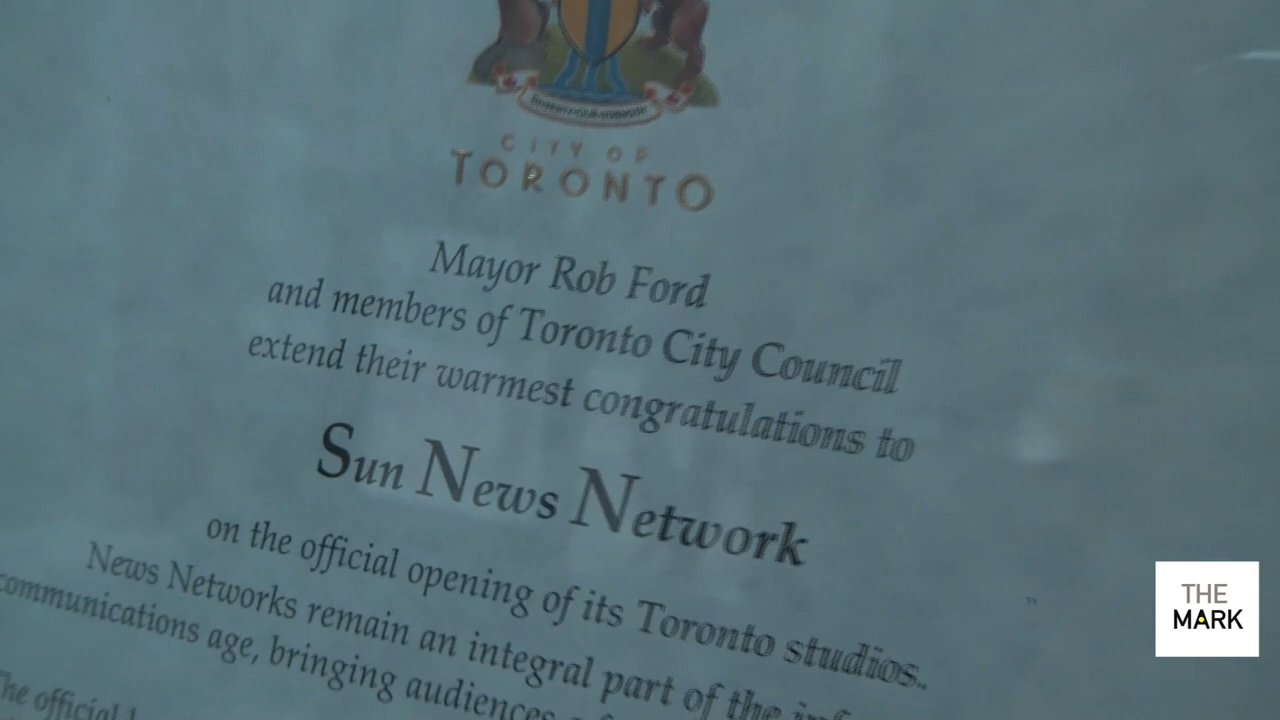 CITY OF
TORONTO
Mayor Rob Ford
and members of Toronto City Council
extend their warmest congratulations to
Sun News Network
on the official opening of its Toronto studios.
News Networks remain an integral part of the
communications age, bringing audiences
The official
THE
MARK